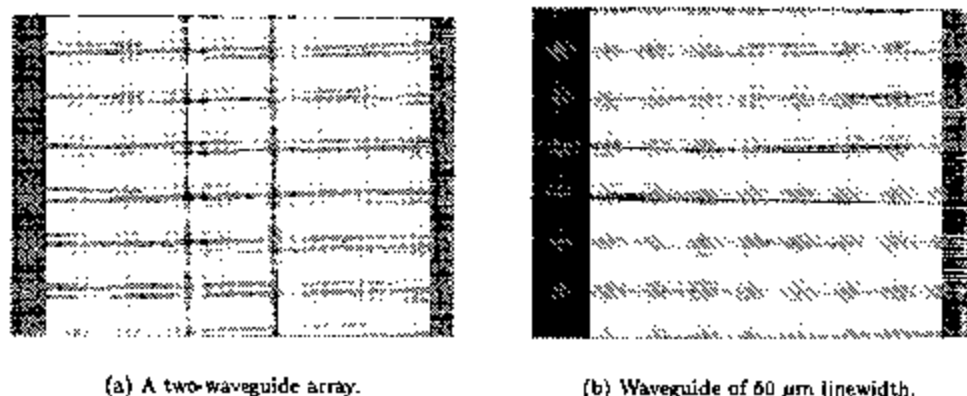 (a) A two-waveguide array.
(b) Waveguide of 60 μm linewidth.